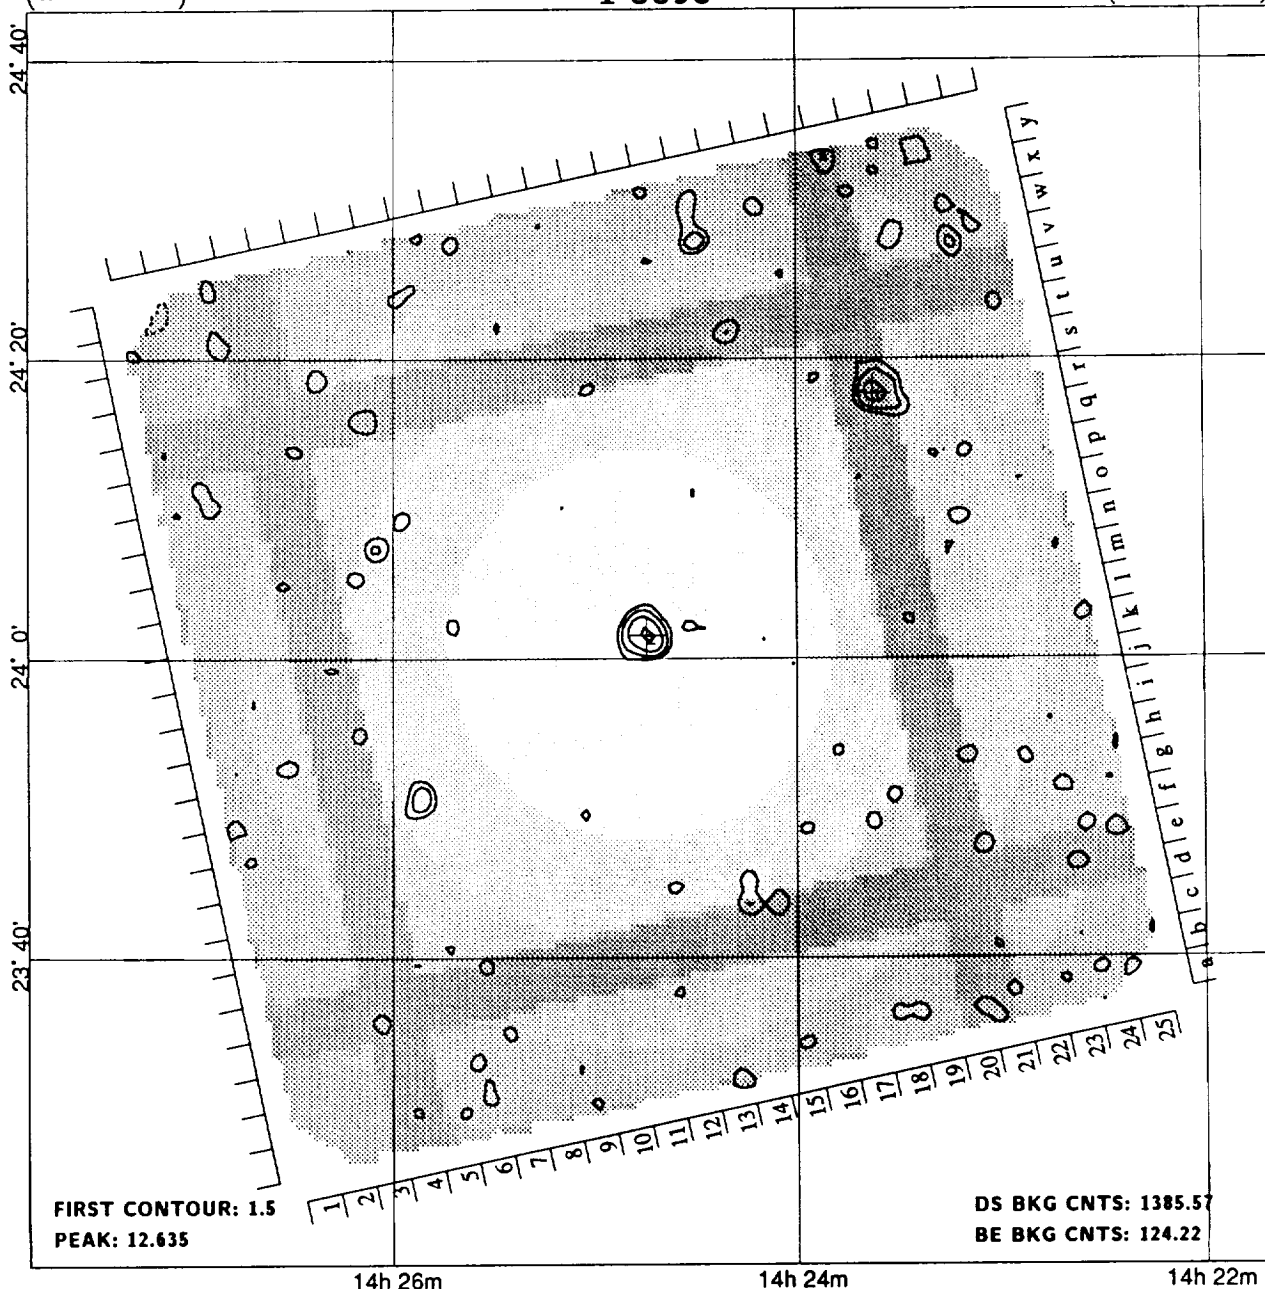 24° 40'
24° 20'
24° 0'
23° 40'
y
x
w
v
u
t
s
r
q
p
o
n
m
l
k
j
i
h
g
f
e
d
c
b
a
1 2 3 4 5 6 7 8 9 10 11 12 13 14 15 16 17 18 19 20 21 22 23 24 25
FIRST CONTOUR: 1.5
PEAK: 12.635
DS BKG CNTS: 1385.57
BE BKG CNTS: 124.22
14h 26m
14h 24m
14h 22m